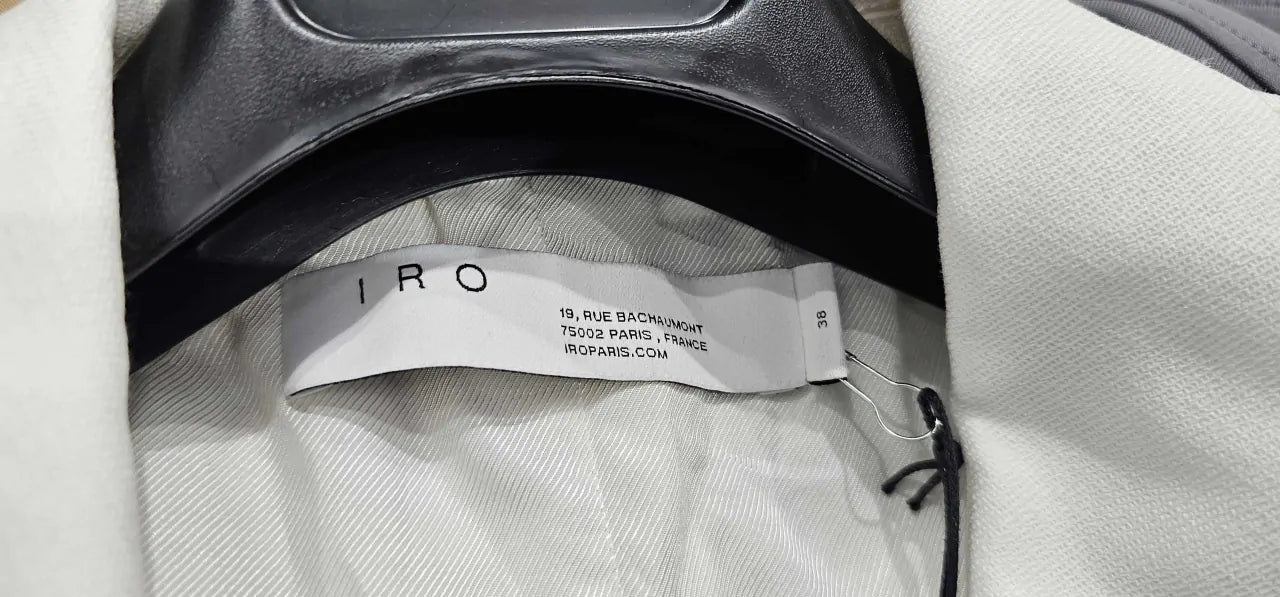 IRO
19, RUE BACHAUMONT
75002 PARIS , FRANCE
IROPARIS.COM
38